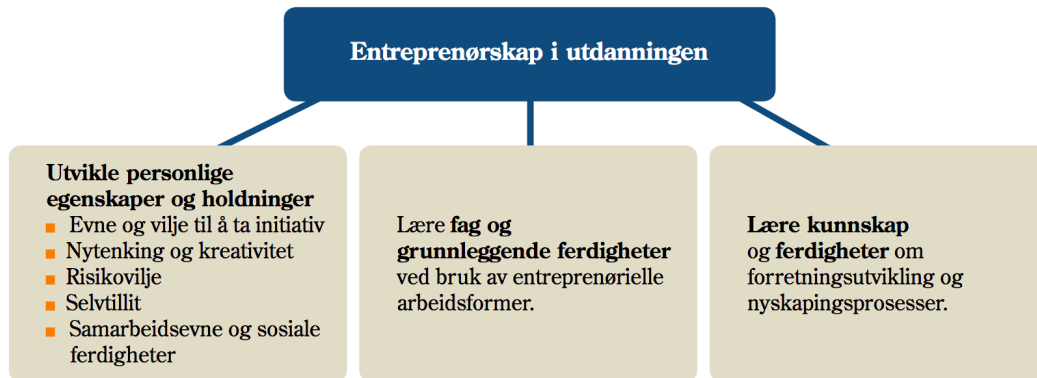 Entreprenørskap i utdanningen
Utvikle personlige
egenskaper og holdninger
Evne og vilje til å ta initiativ
Nytenking og kreativitet
Risikovilje
Selvtillit
Samarbeidsevne og sosiale
ferdigheter
Lære fag og
grunnleggende ferdigheter
ved bruk av entreprenørielle
arbeidsformer.
Lære kunnskap
og ferdigheter om
forretningsutvikling og
nyskapingsprosesser.